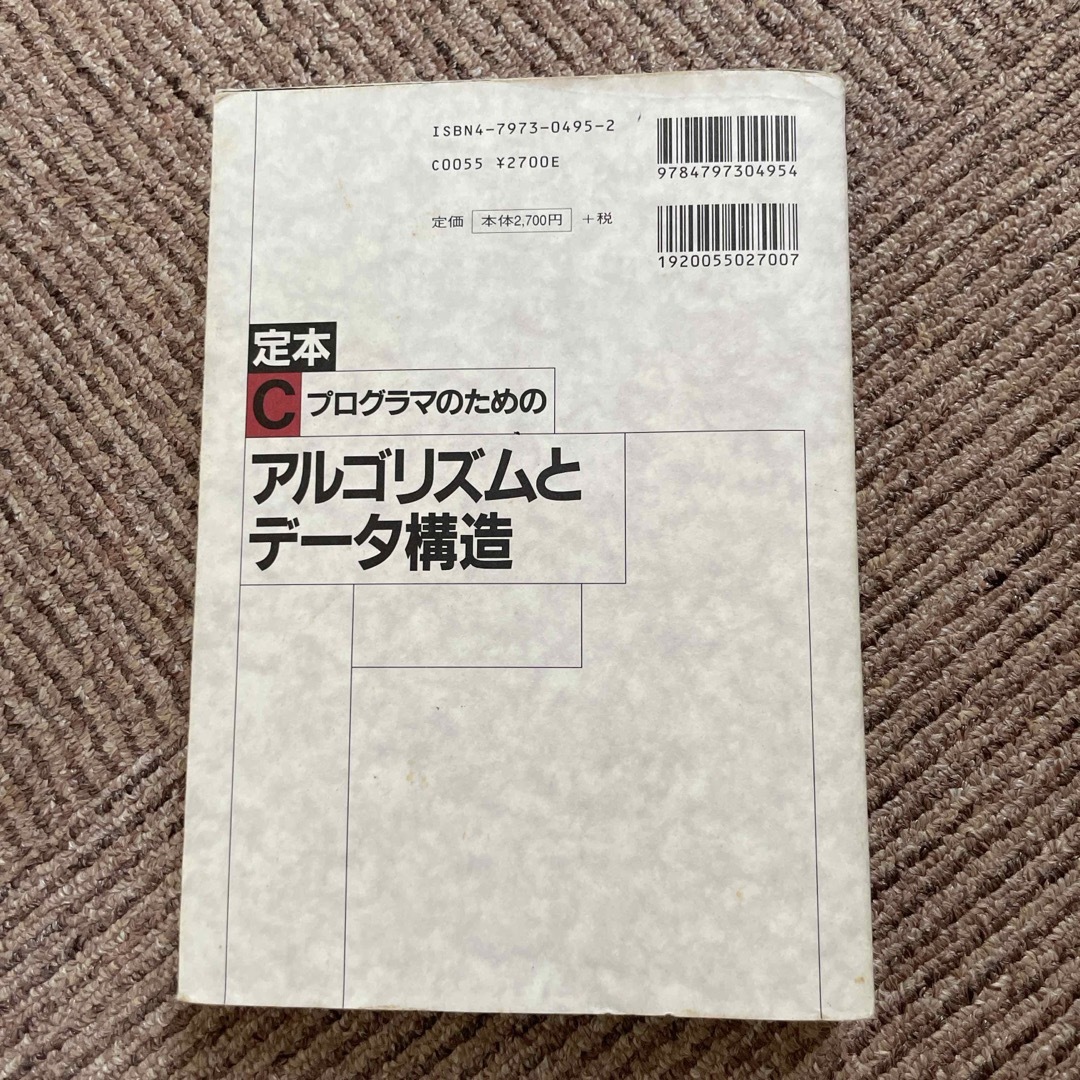 ISBN4-7973-0495-2
C0055 ¥2700E
9784797304954
定価 本体2,700円 +税
1920055027007
定本
C プログラマのための
アルゴリズムと
データ構造